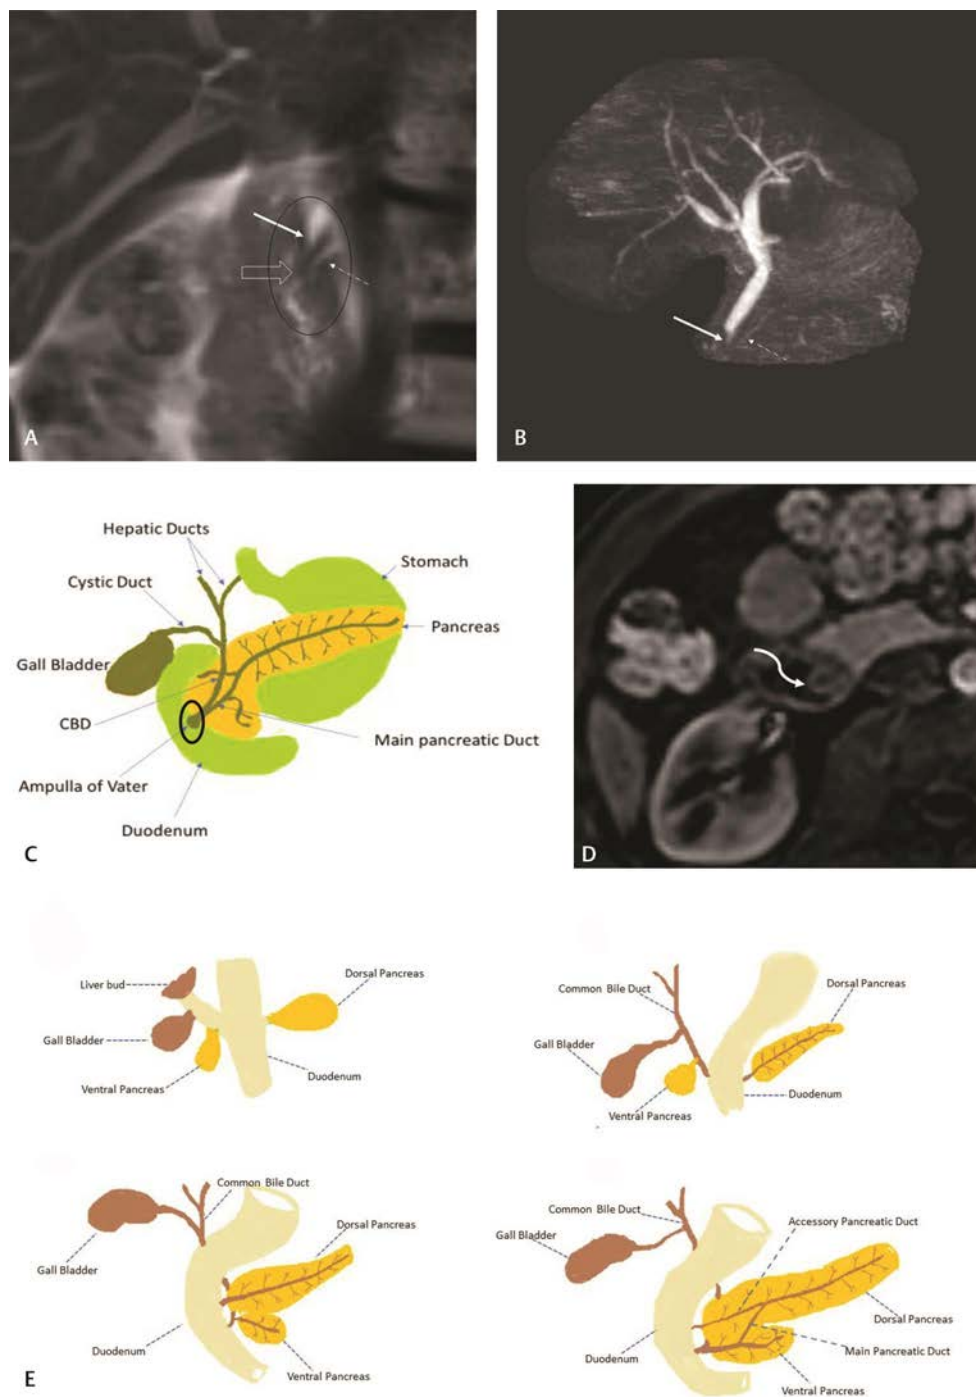 A
B
Hepatic Ducts
Cystic Duct
Stomach
Gall Bladder
Pancreas
CBD
Main pancreatic Duct
Ampulla of Vater
Duodenum
C
D
Liver bud
Dorsal Pancreas
Gall Bladder
Ventral Pancreas
Duodenum
Common Bile Duct
Dorsal Pancreas
Gall Bladder
Ventral Pancreas
Duodenum
Common Bile Duct
Dorsal Pancreas
Gall Bladder
Duodenum
Ventral Pancreas
Common Bile Duct
Accessory Pancreatic Duct
Gall Bladder
Dorsal Pancreas
Main Pancreatic Duct
Duodenum
Ventral Pancreas
E